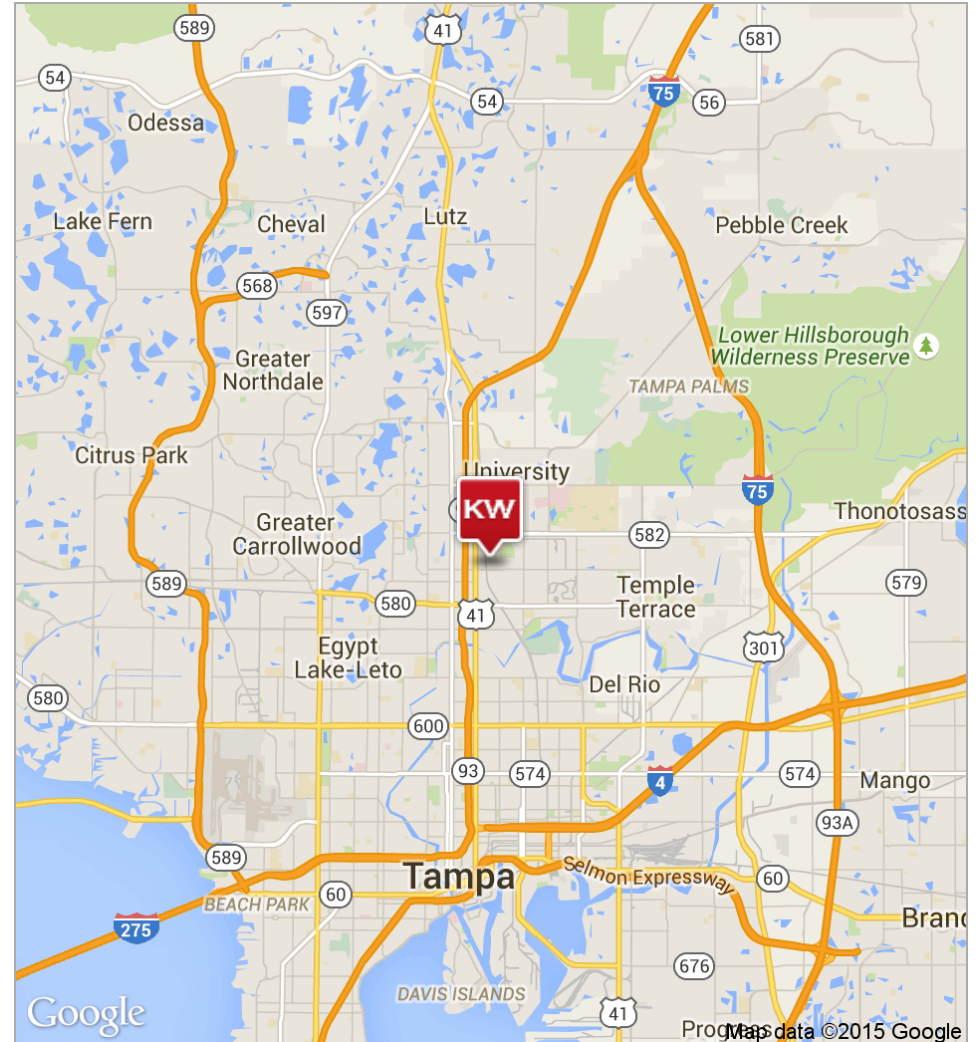 589
41
581
54
75
54
56
Odessa
Lake Fern
Cheval
Lutz
Pebble Creek
568
597
Lower Hillsborough
Wilderness Preserve
Greater
Northdale
TAMPA PALMS
Citrus Park
University
75
KW
Thonotosass
Greater
Carrollwood
582
589
580
41
Temple
Terrace
579
Egypt
Lake-Leto
301
580
Del Rio
600
93
574
4
574
Mango
93A
589
Tampa
Selmon Expressway
60
60
BEACH PARK
275
Bran
676
DAVIS ISLANDS
41
Google
Map data ©2015 Google